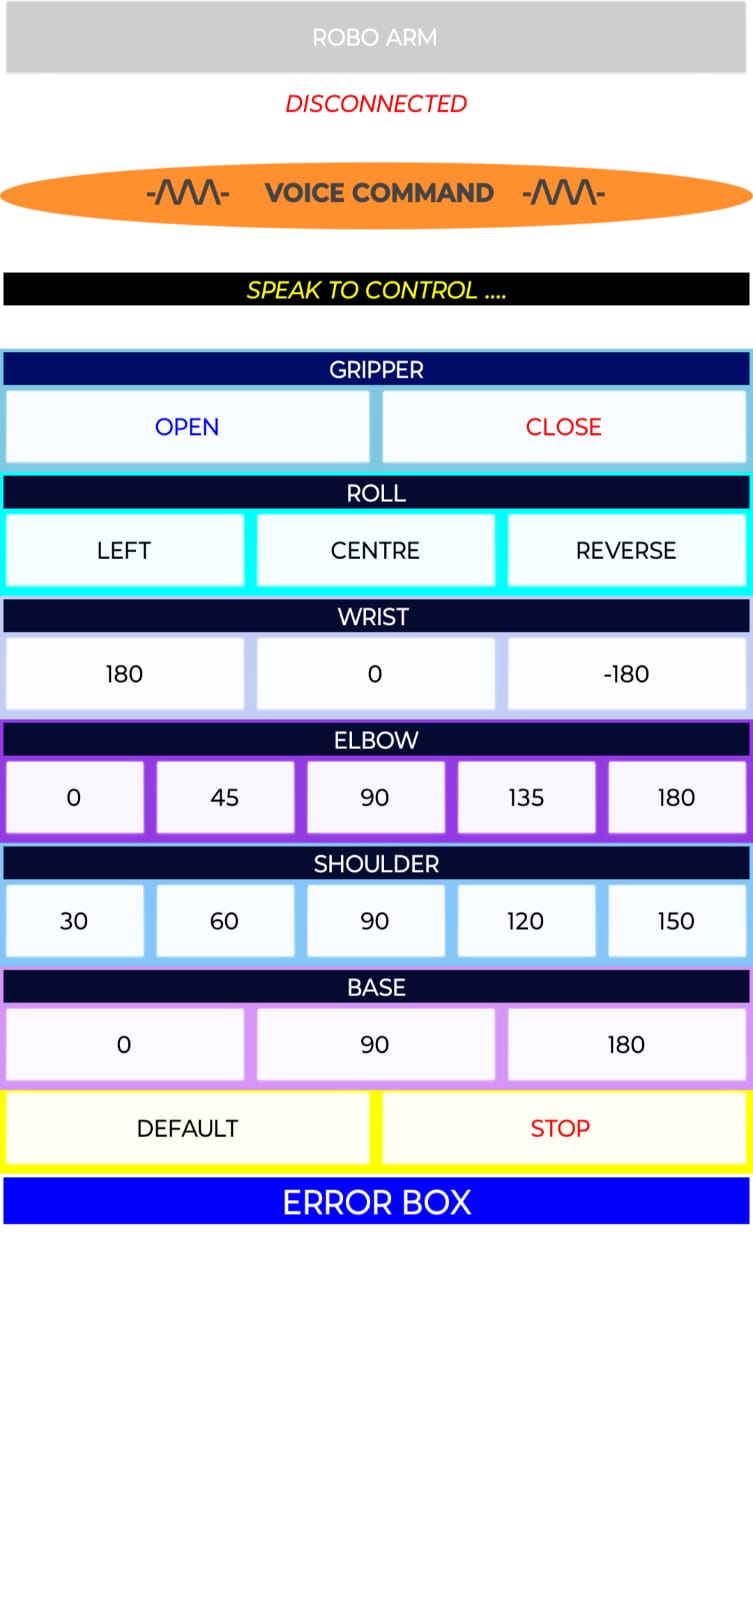 ROBO ARM
DISCONNECTED
VOICE COMMAND
SPEAK TO CONTROL ....
GRIPPER
OPEN CLOSE
ROLL
LEFT CENTRE REVERSE
WRIST
180 0 -180
ELBOW
0 45 90 135 180
SHOULDER
30 60 90 120 150
BASE
0 90 180
DEFAULT STOP
ERROR BOX